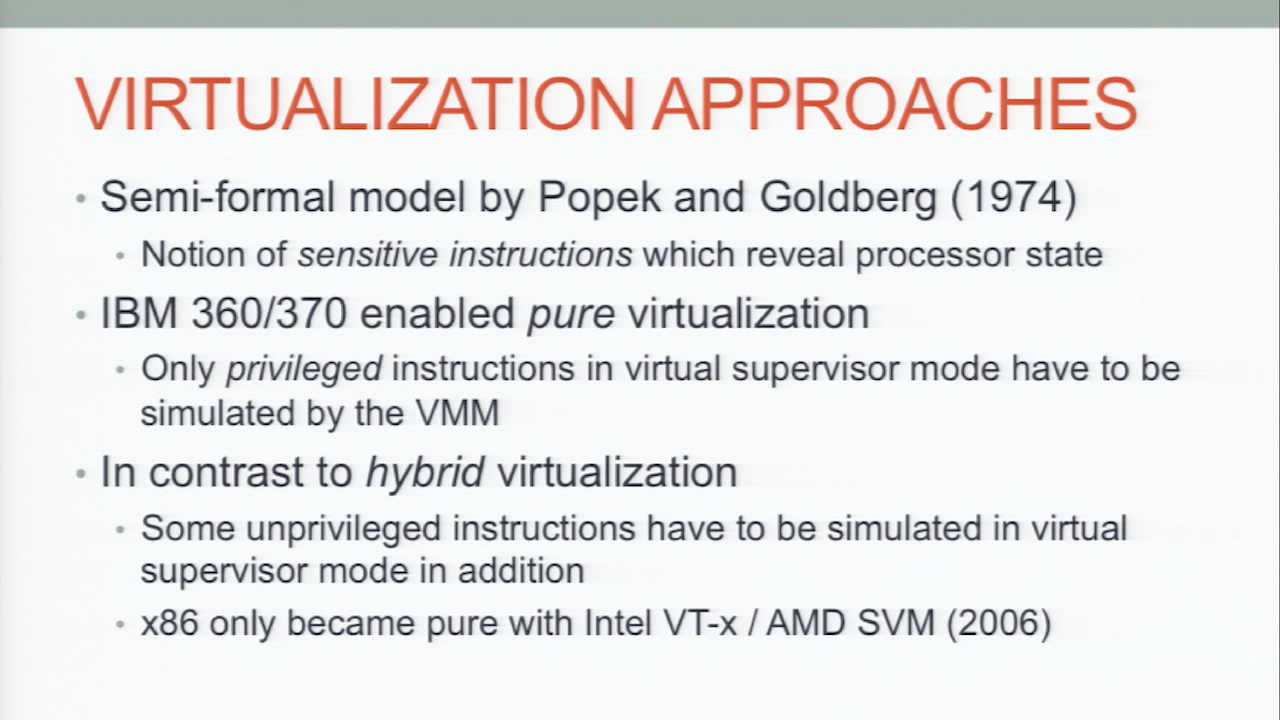 VIRTUALIZATION APPROACHES
• Semi-formal model by Popek and Goldberg (1974)
• Notion of sensitive instructions which reveal processor state
• IBM 360/370 enabled pure virtualization
• Only privileged instructions in virtual supervisor mode have to be
simulated by the VMM
• In contrast to hybrid virtualization
• Some unprivileged instructions have to be simulated in virtual
supervisor mode in addition
• x86 only became pure with Intel VT-x / AMD SVM (2006)